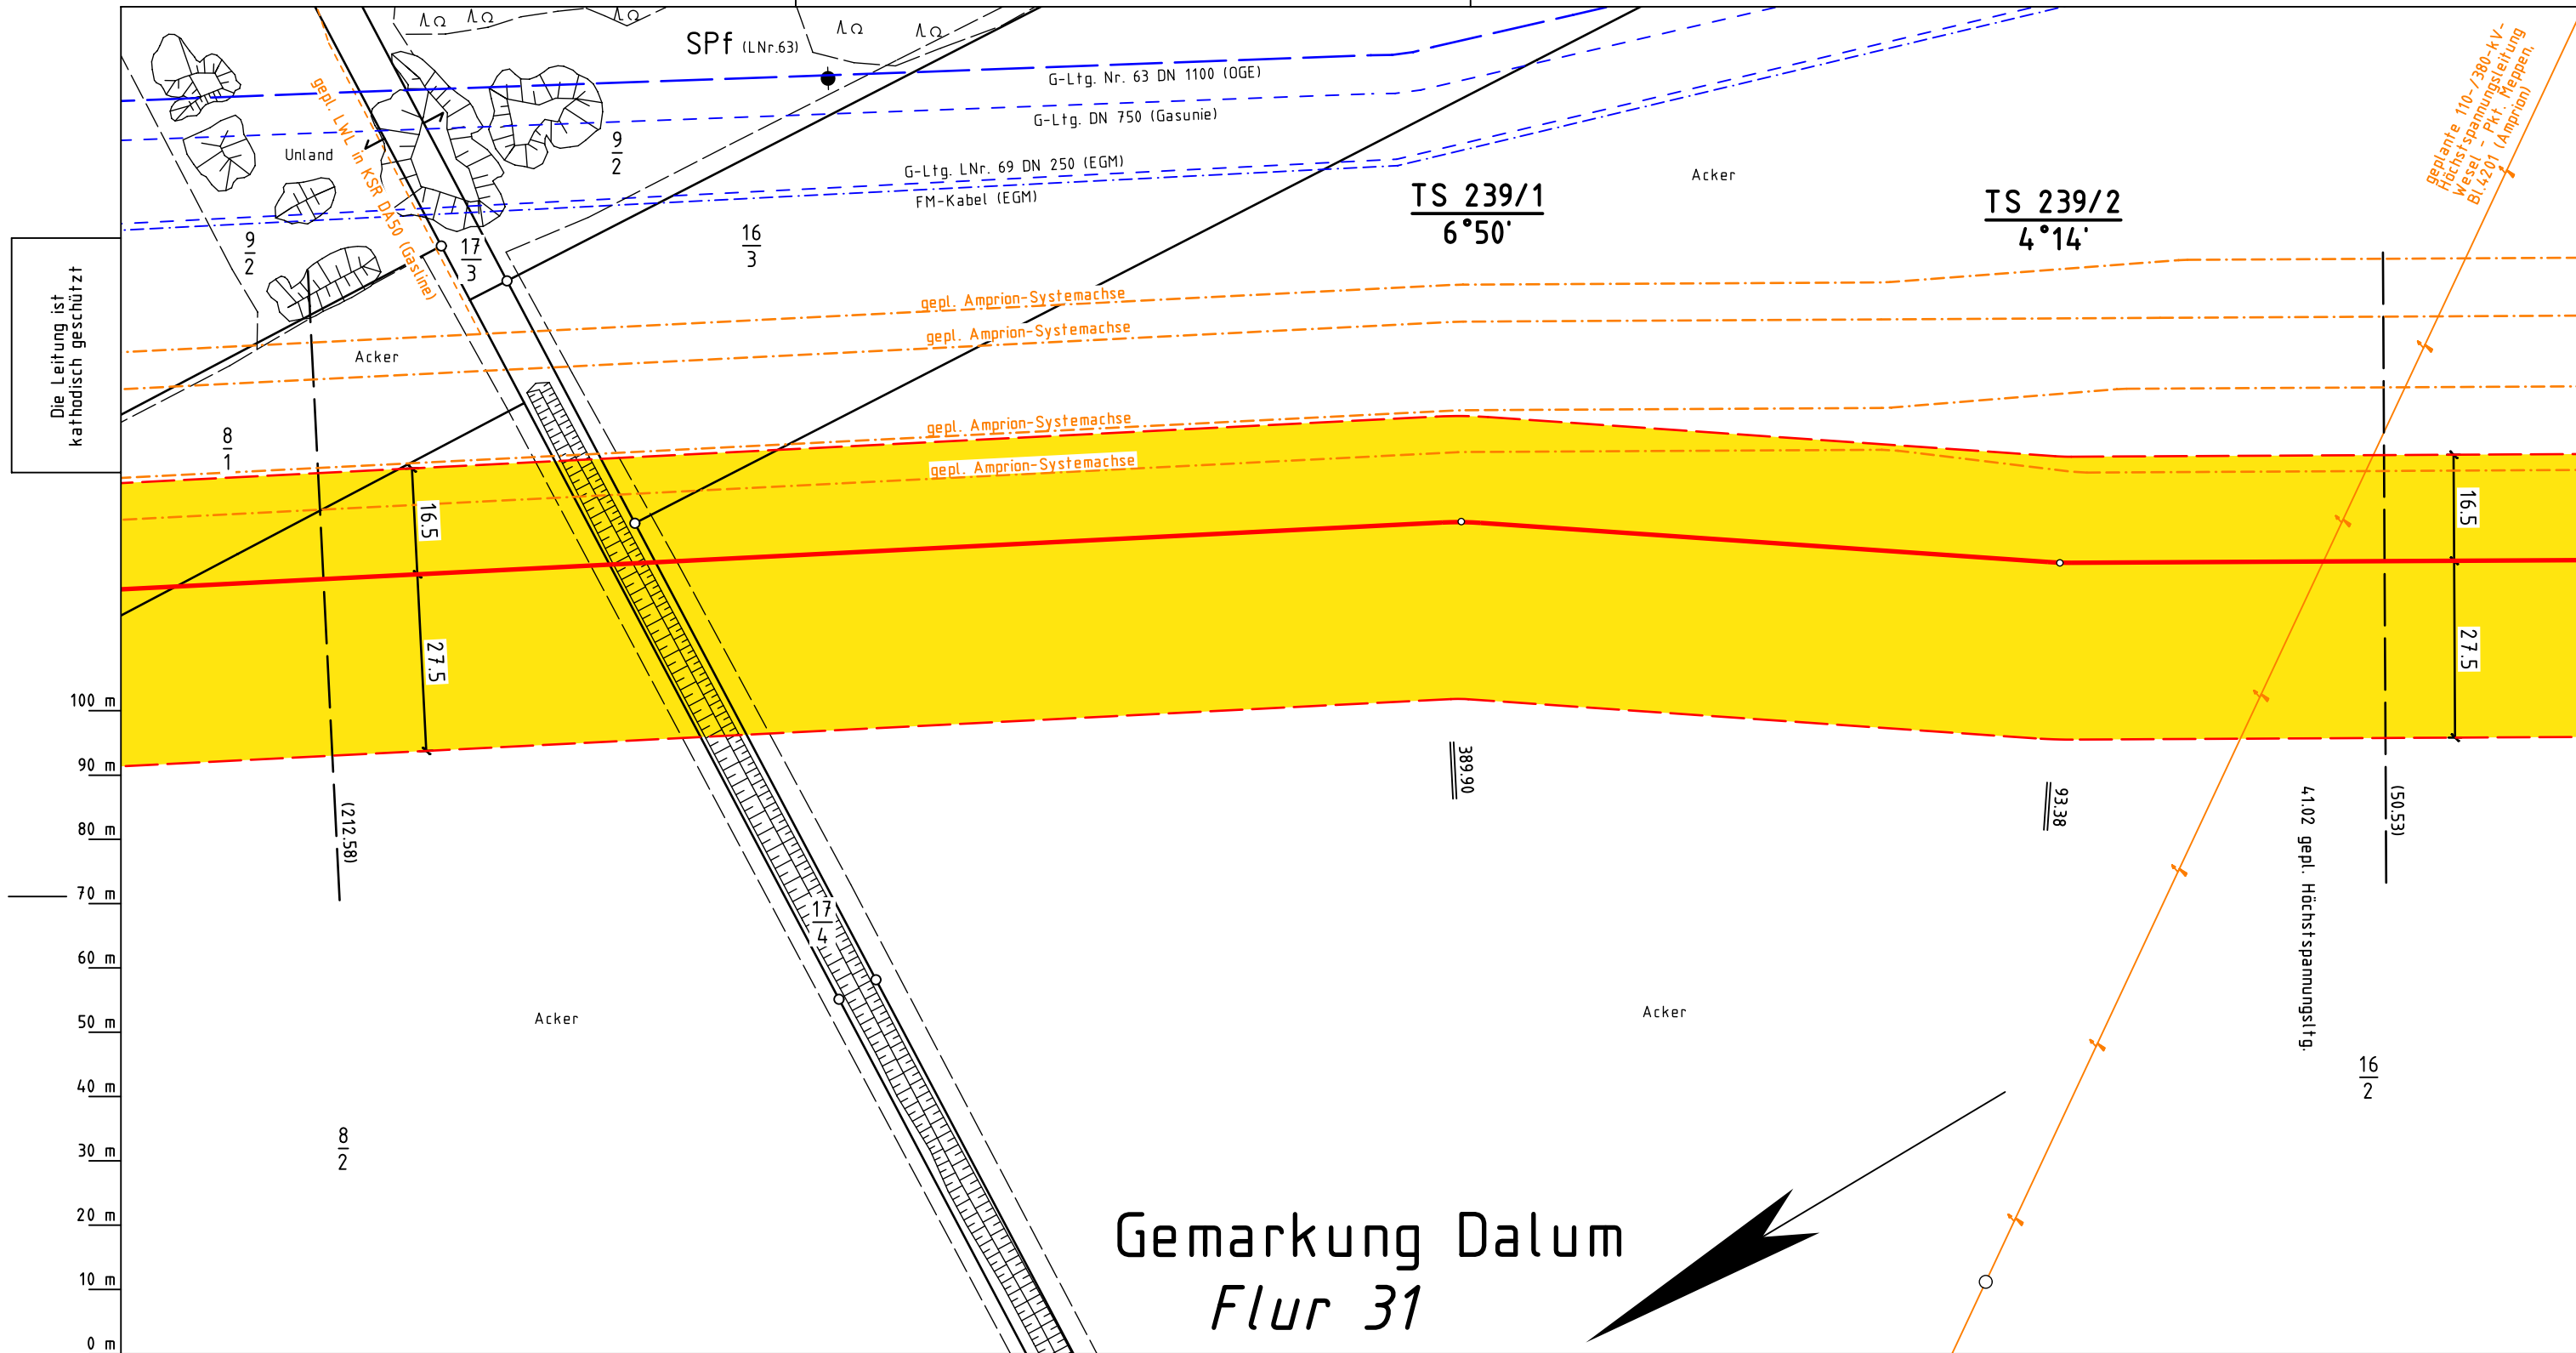 SPf (LNr.63)
G-Ltg. Nr. 63 DN 1100 (OGE)
G-Ltg. DN 750 (Gasunie)
G-Ltg. LNr. 69 DN 250 (EGM)
FM-Kabel (EGM)
geplante 110-/380-kV-
Höchstspannungsleitung
Wesel - Pkt. Meppen,
Bl.4201 (Amprion)
gepl. LWL in KSR DA50 (Gasline)
Unland
9
2
9
2
17
3
16
3
Acker
TS 239/1
6°50'
TS 239/2
4°14'
Die Leitung ist
kathodisch geschützt
gepl. Amprion-Systemachse
gepl. Amprion-Systemachse
gepl. Amprion-Systemachse
gepl. Amprion-Systemachse
Acker
8
1
16.5
27.5
16.5
27.5
389.90
93.38
41.02 gepl. Höchstspannungsltg.
(50.53)
(212.58)
17
4
Acker
Acker
16
2
8
2
100 m
90 m
80 m
70 m
60 m
50 m
40 m
30 m
20 m
10 m
0 m
Gemarkung Dalum
Flur 31